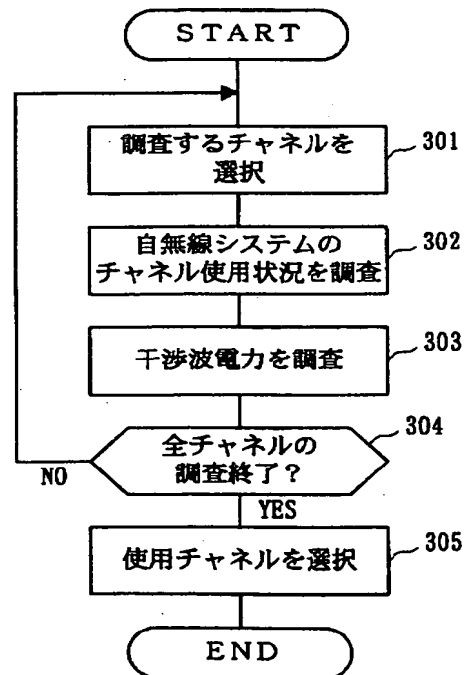 START
調査するチャネルを
選択
301
自無線システムの
チャネル使用状況を調査
302
干渉波電力を調査
303
全チャネルの
調査終了?
304
NO
YES
使用チャネルを選択
305
END